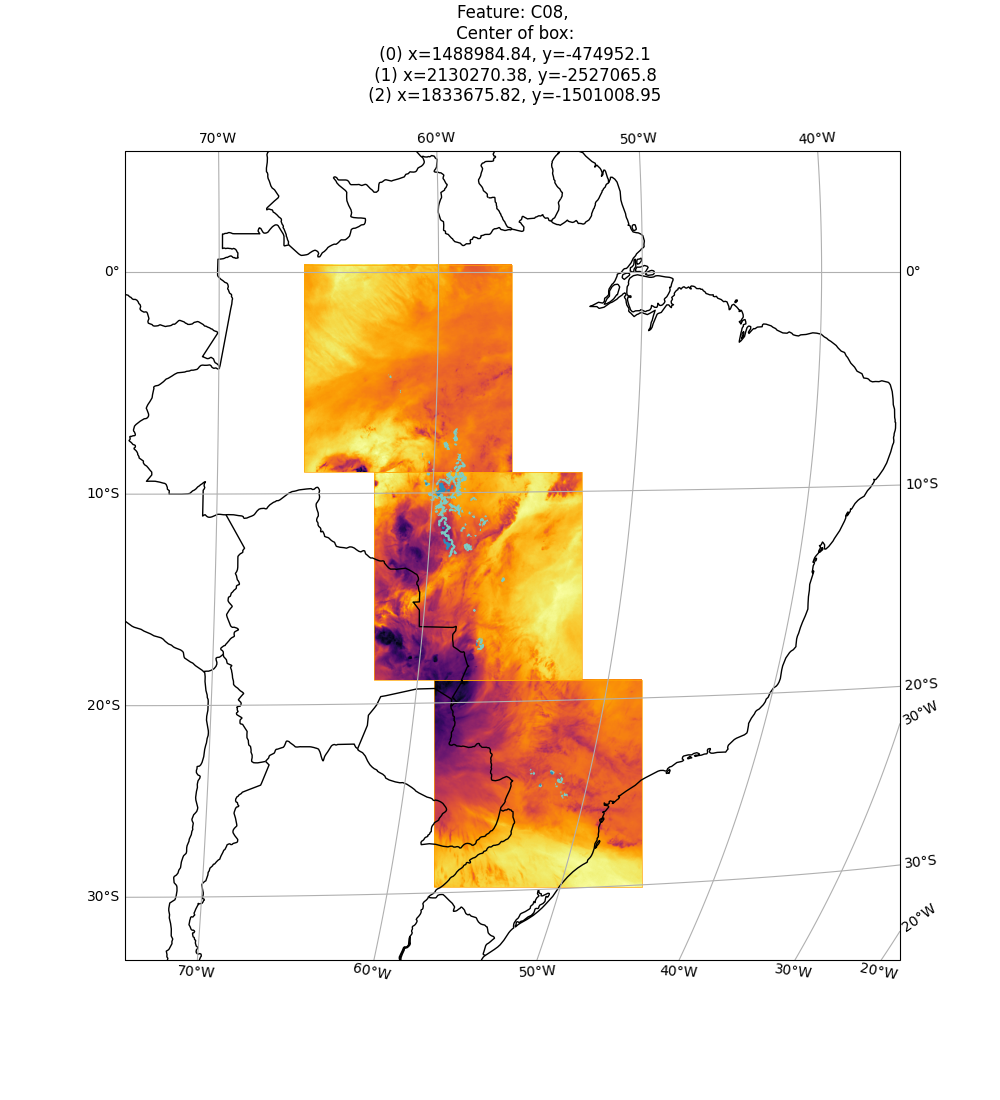 Feature: C08,
Center of box:
(0) x=1488984.84, y=-474952.1
(1) x=2130270.38, y=-2527065.8
(2) x=1833675.82, y=-1501008.95
70°W 60°W 50°W 40°W
0° 0°
10°S 10°S
20°S 20°S
30°W
30°S 30°S
20°W
70°W 60°W 50°W 40°W 30°W 20°W